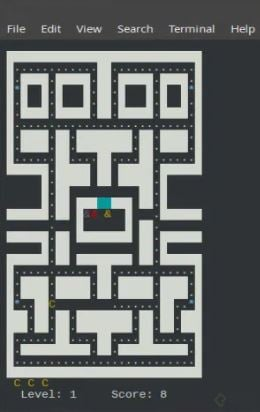 File Edit View Search Terminal Help
& & &
C
C C C
Level: 1 Score: 8